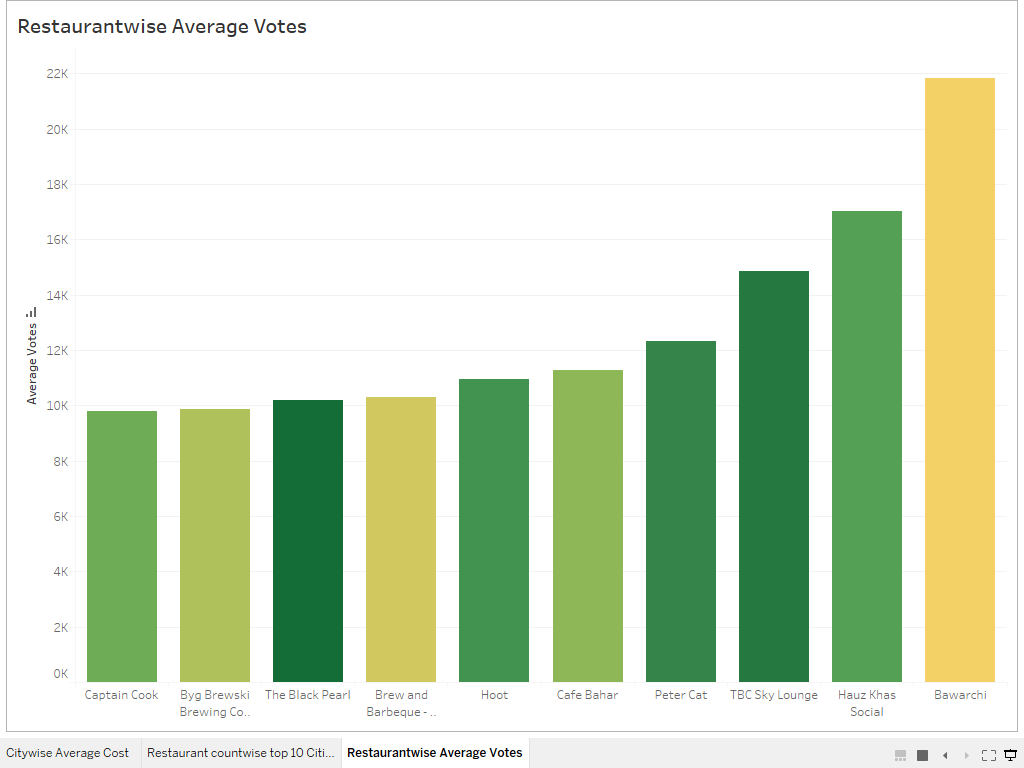 Restaurantwise Average Votes
22K
20K
18K
16K
14K
12K
10K
8K
6K
4K
2K
0K
Average Votes
Captain Cook
Byg Brewski
Brewing Co..
The Black Pearl
Brew and
Barbeque - ..
Hoot
Cafe Bahar
Peter Cat
TBC Sky Lounge
Hauz Khas
Social
Bawarchi
Citywise Average Cost
Restaurant countwise top 10 Citi...
Restaurantwise Average Votes